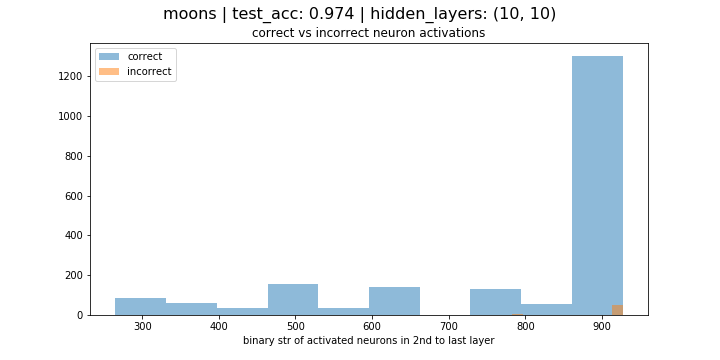 moons | test_acc: 0.974 | hidden_layers: (10, 10)
correct vs incorrect neuron activations
correct
incorrect
1200
1000
800
600
400
200
0
300 400 500 600 700 800 900
binary str of activated neurons in 2nd to last layer